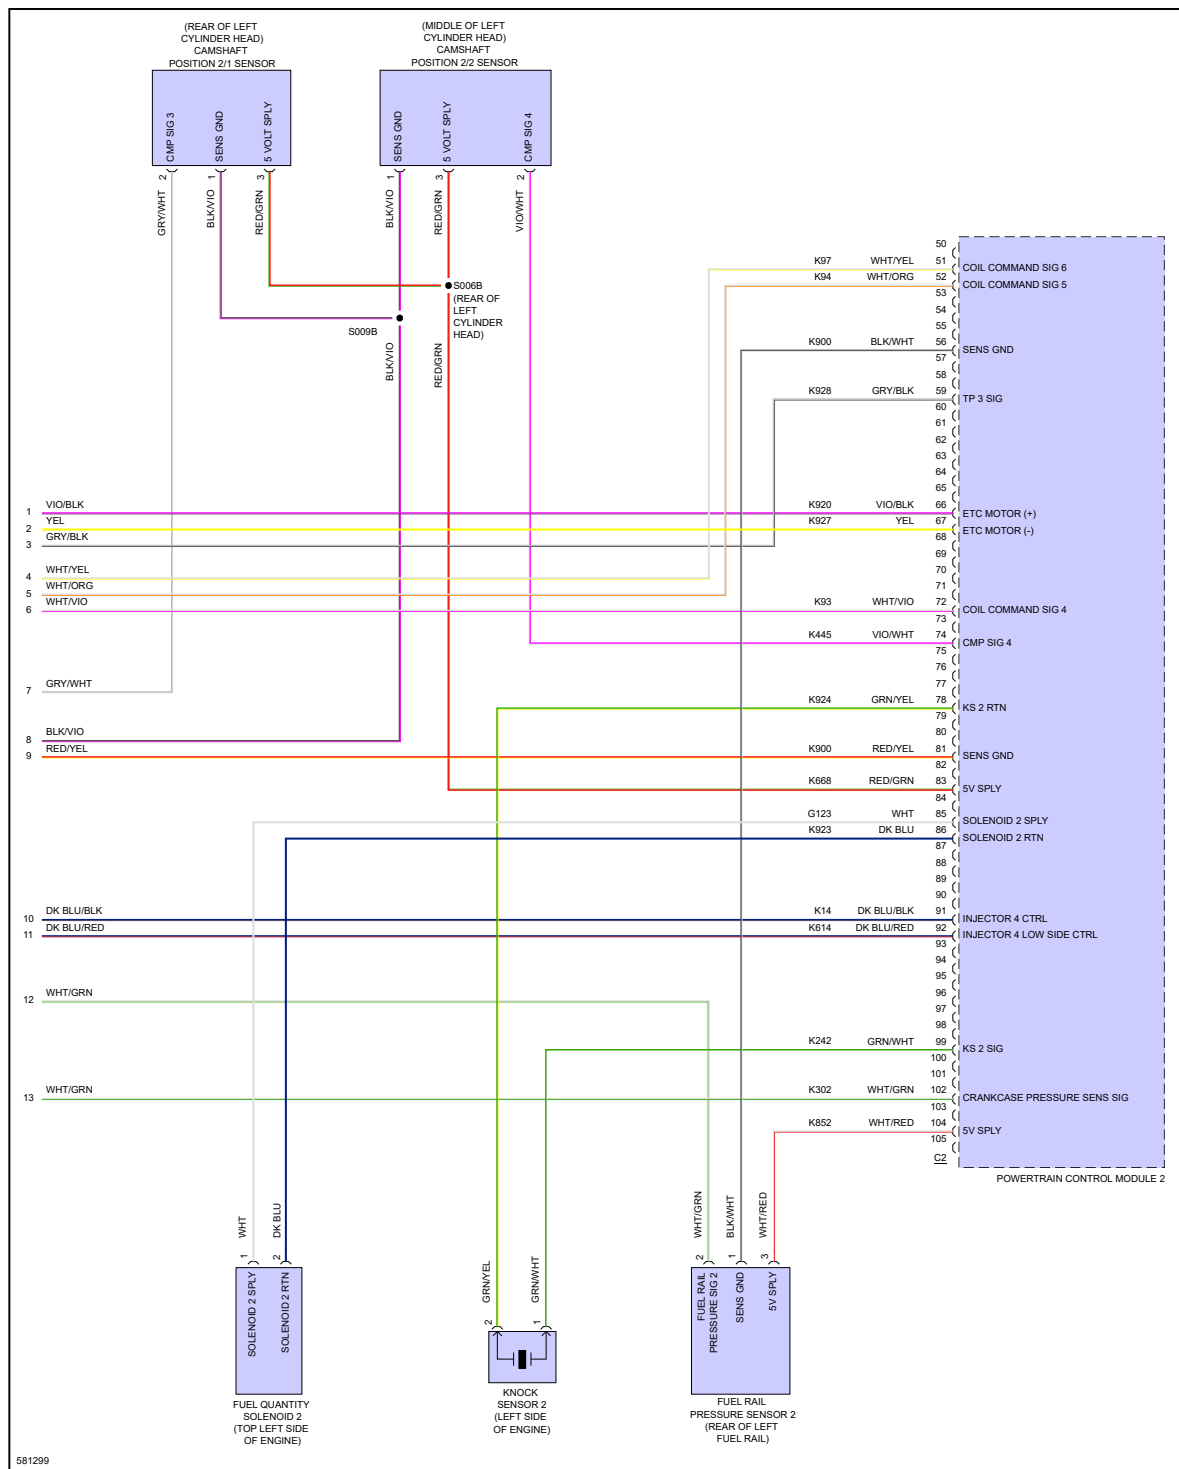 (REAR OF LEFT
CYLINDER HEAD)
CAMSHAFT
POSITION 2/1 SENSOR
(MIDDLE OF LEFT
CYLINDER HEAD)
CAMSHAFT
POSITION 2/2 SENSOR
CMP SIG 3
SENS GND
5 VOLT SPLY
SENS GND
5 VOLT SPLY
CMP SIG 4
2
1
3
1
3
2
GRY/WHT
BLK/VIO
RED/GRN
BLK/VIO
RED/GRN
VIO/WHT
S006B
(REAR OF
LEFT
CYLINDER
HEAD)
S009B
BLK/VIO
RED/GRN
50
K97 WHT/YEL 51
COIL COMMAND SIG 6
K94 WHT/ORG 52
COIL COMMAND SIG 5
53
54
55
K900 BLK/WHT 56
SENS GND
57
58
K928 GRY/BLK 59
TP 3 SIG
60
61
62
63
64
65
1 VIO/BLK K920 VIO/BLK 66
ETC MOTOR (+)
2 YEL K927 YEL 67
ETC MOTOR (-)
3 GRY/BLK 68
69
4 WHT/YEL 70
5 WHT/ORG 71
6 WHT/VIO K93 WHT/VIO 72
COIL COMMAND SIG 4
73
K445 VIO/WHT 74
CMP SIG 4
75
76
7 GRY/WHT 77
K924 GRN/YEL 78
KS 2 RTN
79
8 BLK/VIO 80
9 RED/YEL K900 RED/YEL 81
SENS GND
82
K668 RED/GRN 83
5V SPLY
84
G123 WHT 85
SOLENOID 2 SPLY
K923 DK BLU 86
SOLENOID 2 RTN
87
88
89
90
10 DK BLU/BLK K14 DK BLU/BLK 91
INJECTOR 4 CTRL
11 DK BLU/RED K614 DK BLU/RED 92
INJECTOR 4 LOW SIDE CTRL
93
94
95
12 WHT/GRN 96
97
98
K242 GRN/WHT 99
KS 2 SIG
100
101
13 WHT/GRN K302 WHT/GRN 102
CRANKCASE PRESSURE SENS SIG
103
K852 WHT/RED 104
5V SPLY
105
C2
POWERTRAIN CONTROL MODULE 2
WHT
DK BLU
GRN/YEL
GRN/WHT
WHT/GRN
BLK/WHT
WHT/RED
1
2
2
1
2
1
3
SOLENOID 2 SPLY
SOLENOID 2 RTN
FUEL RAIL
PRESSURE SIG 2
SENS GND
5V SPLY
FUEL QUANTITY
SOLENOID 2
(TOP LEFT SIDE
OF ENGINE)
KNOCK
SENSOR 2
(LEFT SIDE
OF ENGINE)
FUEL RAIL
PRESSURE SENSOR 2
(REAR OF LEFT
FUEL RAIL)
581299